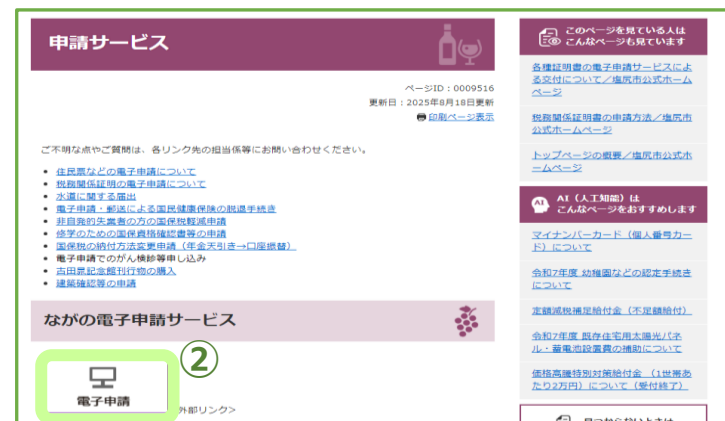 申請サービス
ページID：0009516
更新日：2025年8月18日更新
印刷ページ表示
ご不明な点やご質問は、各リンク先の担当係等にお問い合わせください。
住民票などの電子申請について
税務関係証明の電子申請について
水道に関する届出
電子申請・郵送による国民健康保険の脱退手続き
非自発的失業者の方の国保税軽減申請
修学のための国保資格確認書等の申請
国保税の納付方法変更申請（年金天引き→口座振替）
電子申請でのがん検診等申し込み
古田晁記念館刊行物の購入
建築確認等の申請
ながの電子申請サービス
②
電子申請
外部リンク>
このページを見ている人は
こんなページも見ています
各種証明書の電子申請サービスによ
る交付について／塩尻市公式ホーム
ページ
税務関係証明書の申請方法／塩尻市
公式ホームページ
トップページの概要／塩尻市公式ホ
ームページ
AI
AI（人工知能）は
こんなページをおすすめします
マイナンバーカード（個人番号カー
ド）について
令和7年度 幼稚園などの認定手続き
について
定額減税補足給付金（不足額給付）
令和7年度 既存住宅用太陽光パネ
ル・蓄電池設置費の補助について
価格高騰特別対策給付金 （1世帯あ
たり2万円）について（受付終了）
見つからないときは